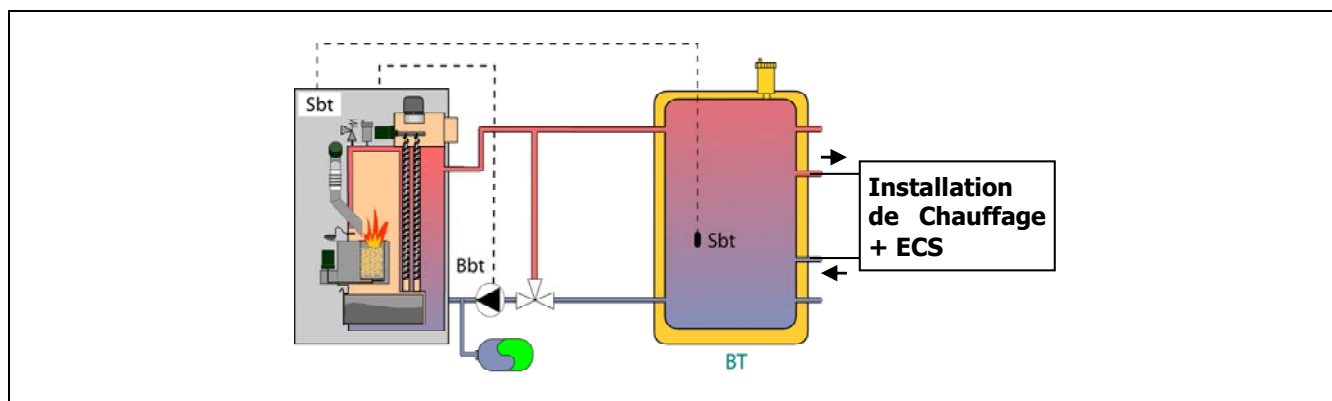 Sbt
Bbt
Sbt
Installation
de Chauffage
+ ECS
BT